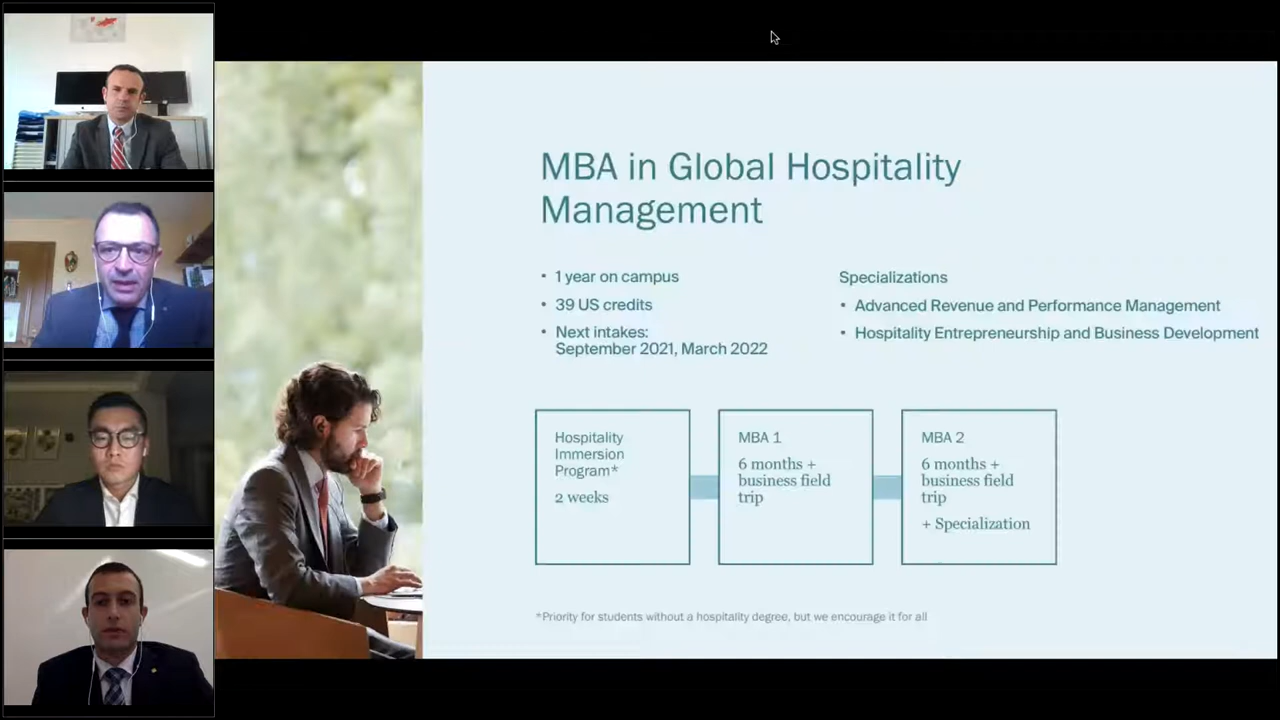 MBA in Global Hospitality
Management
• 1 year on campus
• 39 US credits
• Next intakes:
September 2021, March 2022
Specializations
• Advanced Revenue and Performance Management
• Hospitality Entrepreneurship and Business Development
Hospitality
Immersion
Program*
2 weeks
MBA 1
6 months +
business field
trip
MBA 2
6 months +
business field
trip
+ Specialization
*Priority for students without a hospitality degree, but we encourage it for all